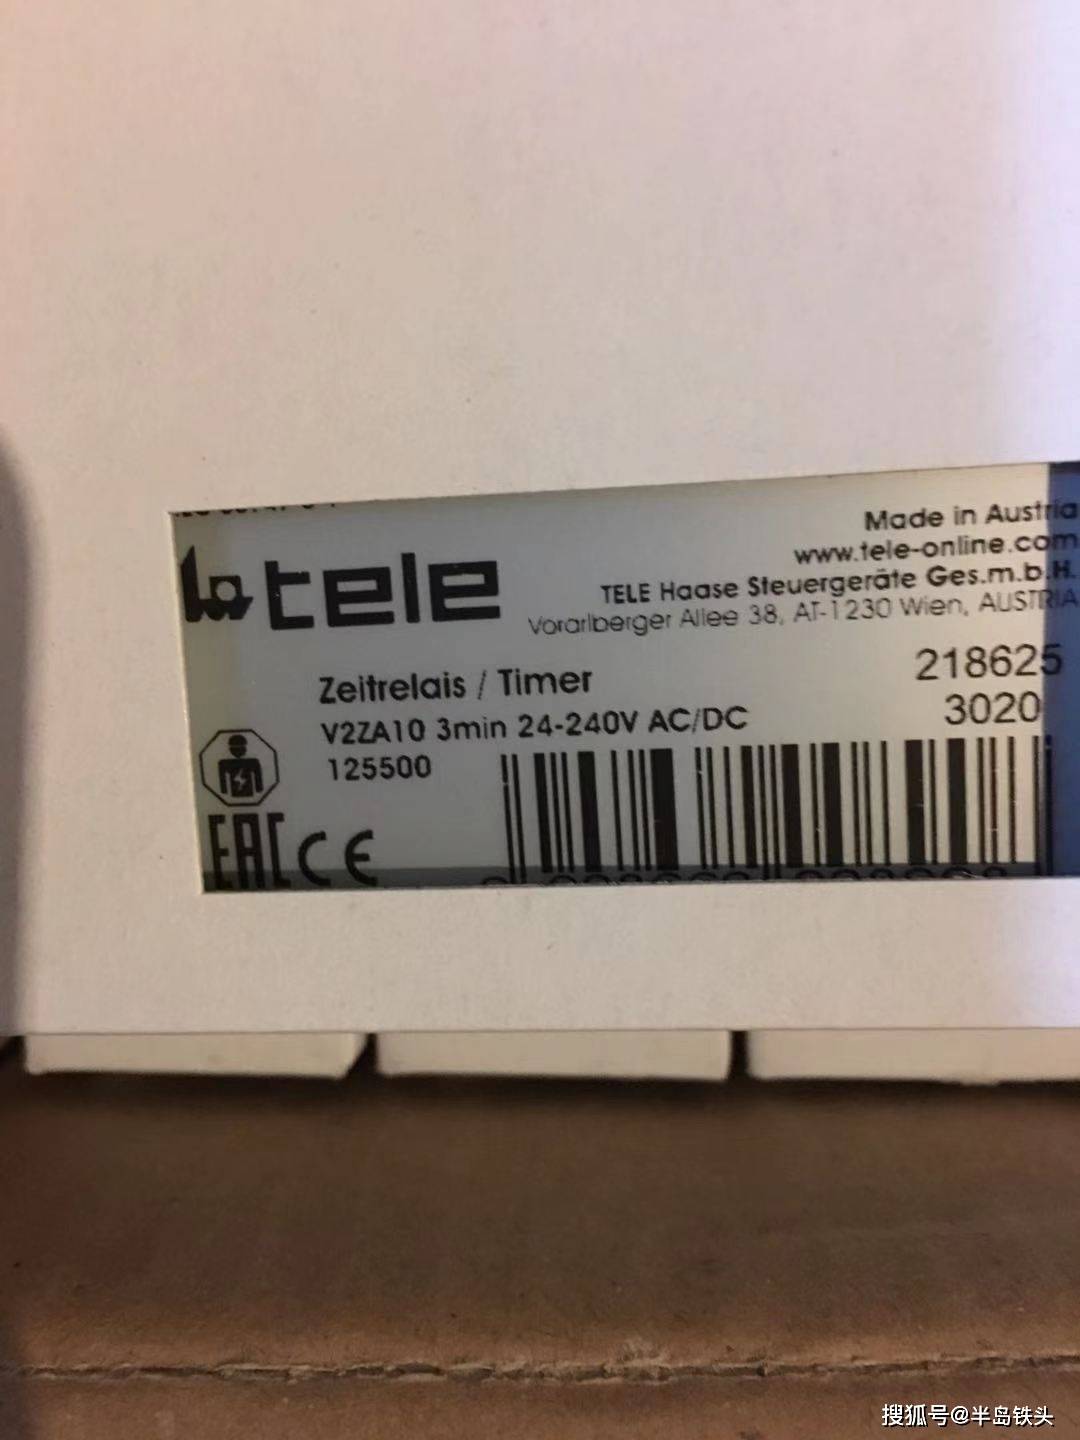 Made in Austria
www.tele-online.com
tele
TELE Haase Steuergeräte Ges.m.b.H.
Vorarlberger Allee 38, AT-1230 Wien, AUSTRIA
218625
Zeitrelais / Timer
3020
V2ZA10 3min 24-240V AC/DC
125500
EAC CE
搜狐号@半岛铁头